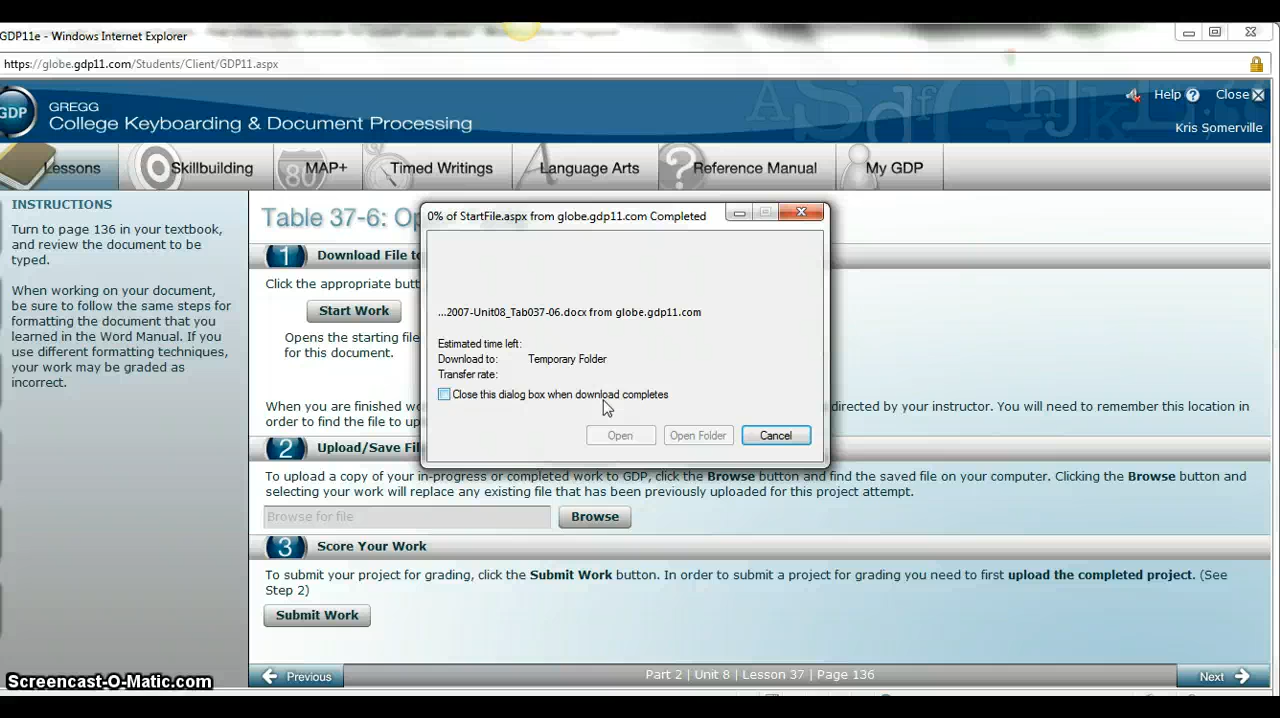 GDP11e - Windows Internet Explorer
https://globe.gdp11.com/Students/Client/GDP11.aspx
GDP
GREGG
College Keyboarding & Document Processing
Help ? Close
Kris Somerville
Lessons Skillbuilding MAP+ Timed Writings Language Arts Reference Manual My GDP
INSTRUCTIONS
Turn to page 136 in your textbook,
and review the document to be
typed.
When working on your document,
be sure to follow the same steps for
formatting the document that you
learned in the Word Manual. If you
use different formatting techniques,
your work may be graded as
incorrect.
Table 37-6: Op
1 Download File to
Click the appropriate but
Start Work
Opens the starting file
for this document.
When you are finished wo
directed by your instructor. You will need to remember this location in
order to find the file to up
0% of StartFile.aspx from globe.gdp11.com Completed
...2007-Unit08_Tab037-06.docx from globe.gdp11.com
Estimated time left:
Download to: Temporary Folder
Transfer rate:
Close this dialog box when download completes
Open Open Folder Cancel
2 Upload/Save Fil
To upload a copy of your in-progress or completed work to GDP, click the Browse button and find the saved file on your computer. Clicking the Browse button and
selecting your work will replace any existing file that has been previously uploaded for this project attempt.
Browse for file Browse
3 Score Your Work
To submit your project for grading, click the Submit Work button. In order to submit a project for grading you need to first upload the completed project. (See
Step 2)
Submit Work
Previous Part 2 | Unit 8 | Lesson 37 | Page 136 Next
Screencast-O-Matic.com